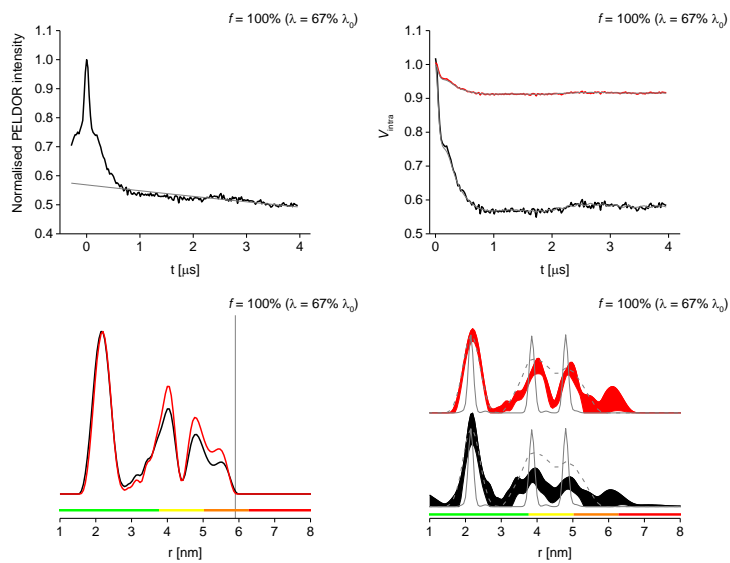 f = 100% (λ = 67% λ₀)
Normalised PELDOR intensity
1.1
1.0
0.9
0.8
0.7
0.6
0.5
0.4
0 1 2 3 4
t [μs]
f = 100% (λ = 67% λ₀)
V_intra
1.1
1.0
0.9
0.8
0.7
0.6
0.5
0 1 2 3 4
t [μs]
f = 100% (λ = 67% λ₀)
1 2 3 4 5 6 7 8
r [nm]
f = 100% (λ = 67% λ₀)
1 2 3 4 5 6 7 8
r [nm]